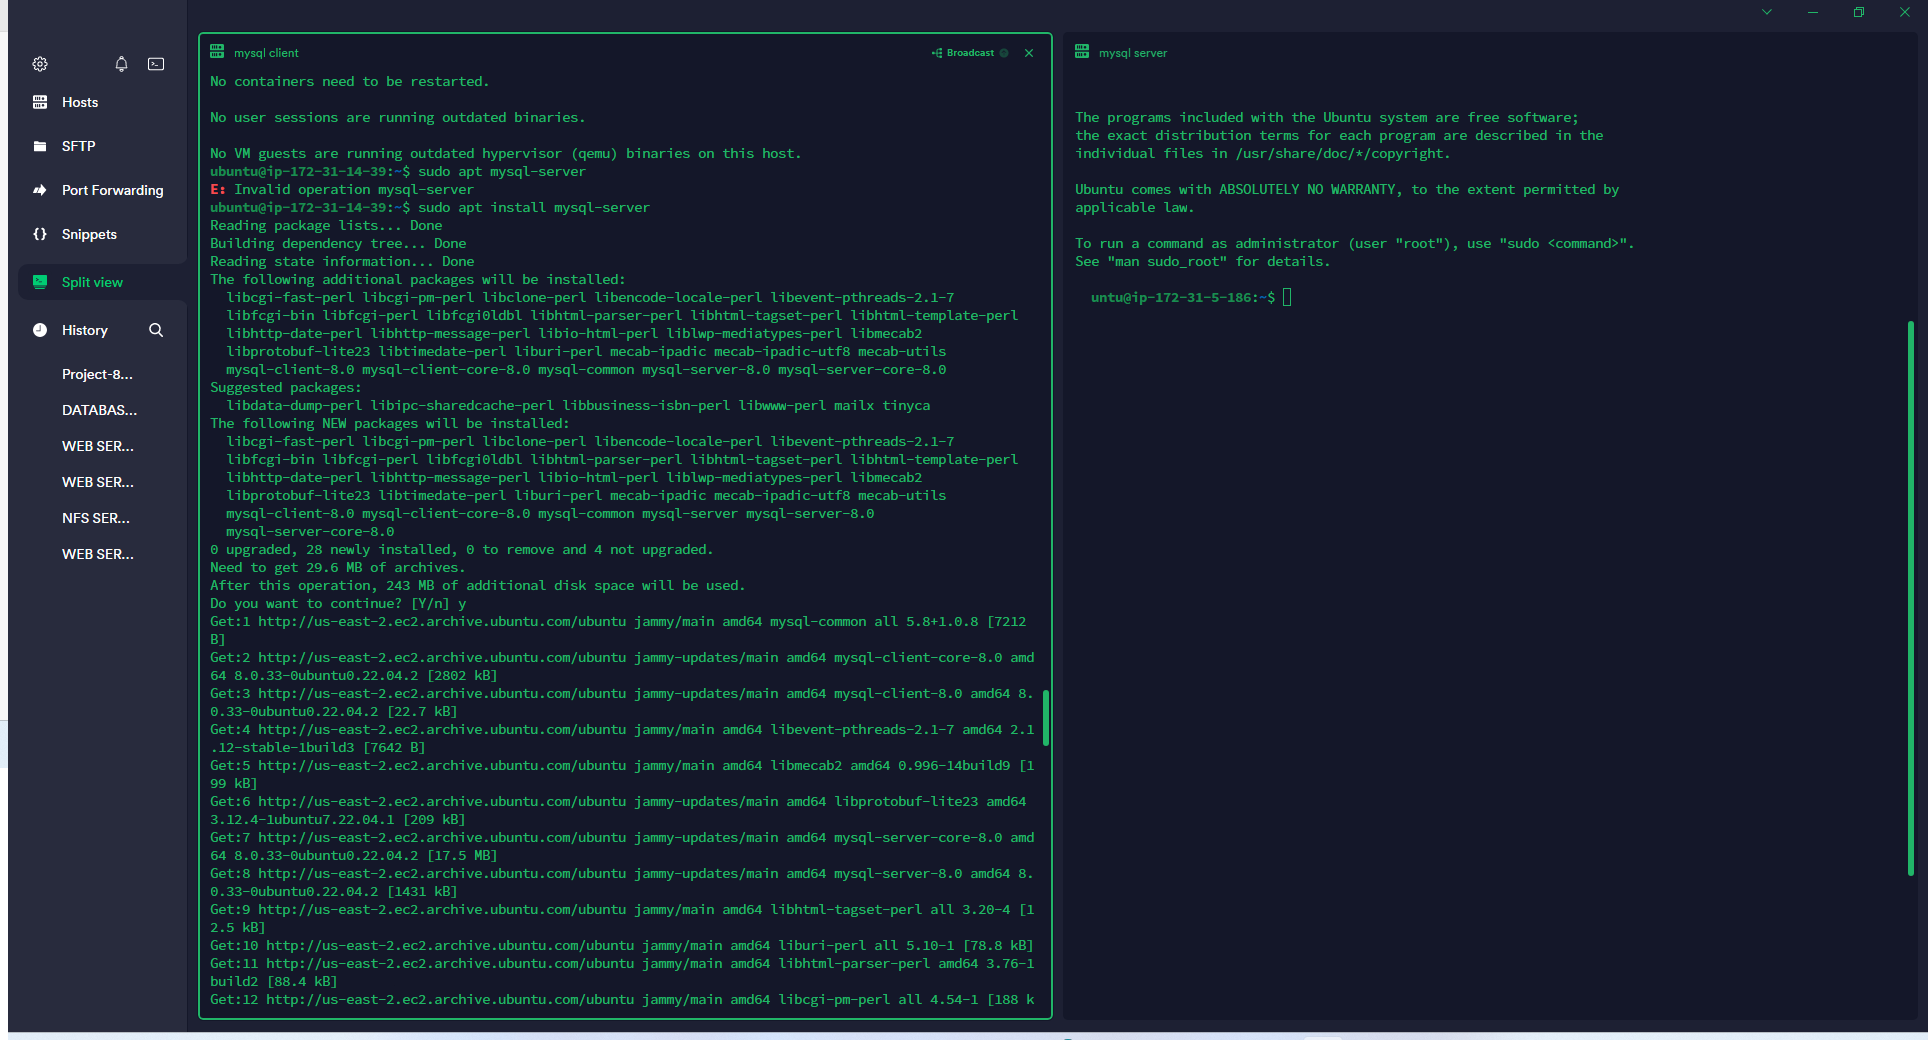 Hosts
SFTP
Port Forwarding
Snippets
Split view
History
Project-8...
DATABAS...
WEB SER...
WEB SER...
NFS SER...
WEB SER...
mysql client
Broadcast
No containers need to be restarted.
No user sessions are running outdated binaries.
No VM guests are running outdated hypervisor (qemu) binaries on this host.
ubuntu@ip-172-31-14-39:~$ sudo apt mysql-server
E: Invalid operation mysql-server
ubuntu@ip-172-31-14-39:~$ sudo apt install mysql-server
Reading package lists... Done
Building dependency tree... Done
Reading state information... Done
The following additional packages will be installed:
libcgi-fast-perl libcgi-pm-perl libclone-perl libencode-locale-perl libevent-pthreads-2.1-7
libfcgi-bin libfcgi-perl libfcgi0ldbl libhtml-parser-perl libhtml-tagset-perl libhtml-template-perl
libhttp-date-perl libhttp-message-perl libio-html-perl liblwp-mediatypes-perl libmecab2
libprotobuf-lite23 libtimedate-perl liburi-perl mecab-ipadic mecab-ipadic-utf8 mecab-utils
mysql-client-8.0 mysql-client-core-8.0 mysql-common mysql-server-8.0 mysql-server-core-8.0
Suggested packages:
libdata-dump-perl libipc-sharedcache-perl libbusiness-isbn-perl libwww-perl mailx tinyca
The following NEW packages will be installed:
libcgi-fast-perl libcgi-pm-perl libclone-perl libencode-locale-perl libevent-pthreads-2.1-7
libfcgi-bin libfcgi-perl libfcgi0ldbl libhtml-parser-perl libhtml-tagset-perl libhtml-template-perl
libhttp-date-perl libhttp-message-perl libio-html-perl liblwp-mediatypes-perl libmecab2
libprotobuf-lite23 libtimedate-perl liburi-perl mecab-ipadic mecab-ipadic-utf8 mecab-utils
mysql-client-8.0 mysql-client-core-8.0 mysql-common mysql-server mysql-server-8.0
mysql-server-core-8.0
0 upgraded, 28 newly installed, 0 to remove and 4 not upgraded.
Need to get 29.6 MB of archives.
After this operation, 243 MB of additional disk space will be used.
Do you want to continue? [Y/n] y
Get:1 http://us-east-2.ec2.archive.ubuntu.com/ubuntu jammy/main amd64 mysql-common all 5.8+1.0.8 [7212
B]
Get:2 http://us-east-2.ec2.archive.ubuntu.com/ubuntu jammy-updates/main amd64 mysql-client-core-8.0 amd
64 8.0.33-0ubuntu0.22.04.2 [2802 kB]
Get:3 http://us-east-2.ec2.archive.ubuntu.com/ubuntu jammy-updates/main amd64 mysql-client-8.0 amd64 8.
0.33-0ubuntu0.22.04.2 [22.7 kB]
Get:4 http://us-east-2.ec2.archive.ubuntu.com/ubuntu jammy/main amd64 libevent-pthreads-2.1-7 amd64 2.1
.12-stable-1build3 [7642 B]
Get:5 http://us-east-2.ec2.archive.ubuntu.com/ubuntu jammy/main amd64 libmecab2 amd64 0.996-14build9 [1
99 kB]
Get:6 http://us-east-2.ec2.archive.ubuntu.com/ubuntu jammy-updates/main amd64 libprotobuf-lite23 amd64
3.12.4-1ubuntu7.22.04.1 [209 kB]
Get:7 http://us-east-2.ec2.archive.ubuntu.com/ubuntu jammy-updates/main amd64 mysql-server-core-8.0 amd
64 8.0.33-0ubuntu0.22.04.2 [17.5 MB]
Get:8 http://us-east-2.ec2.archive.ubuntu.com/ubuntu jammy-updates/main amd64 mysql-server-8.0 amd64 8.
0.33-0ubuntu0.22.04.2 [1431 kB]
Get:9 http://us-east-2.ec2.archive.ubuntu.com/ubuntu jammy/main amd64 libhtml-tagset-perl all 3.20-4 [1
2.5 kB]
Get:10 http://us-east-2.ec2.archive.ubuntu.com/ubuntu jammy/main amd64 liburi-perl all 5.10-1 [78.8 kB]
Get:11 http://us-east-2.ec2.archive.ubuntu.com/ubuntu jammy/main amd64 libhtml-parser-perl amd64 3.76-1
build2 [88.4 kB]
Get:12 http://us-east-2.ec2.archive.ubuntu.com/ubuntu jammy/main amd64 libcgi-pm-perl all 4.54-1 [188 k
mysql server
The programs included with the Ubuntu system are free software;
the exact distribution terms for each program are described in the
individual files in /usr/share/doc/*/copyright.
Ubuntu comes with ABSOLUTELY NO WARRANTY, to the extent permitted by
applicable law.
To run a command as administrator (user "root"), use "sudo <command>".
See "man sudo_root" for details.
untu@ip-172-31-5-186:~$